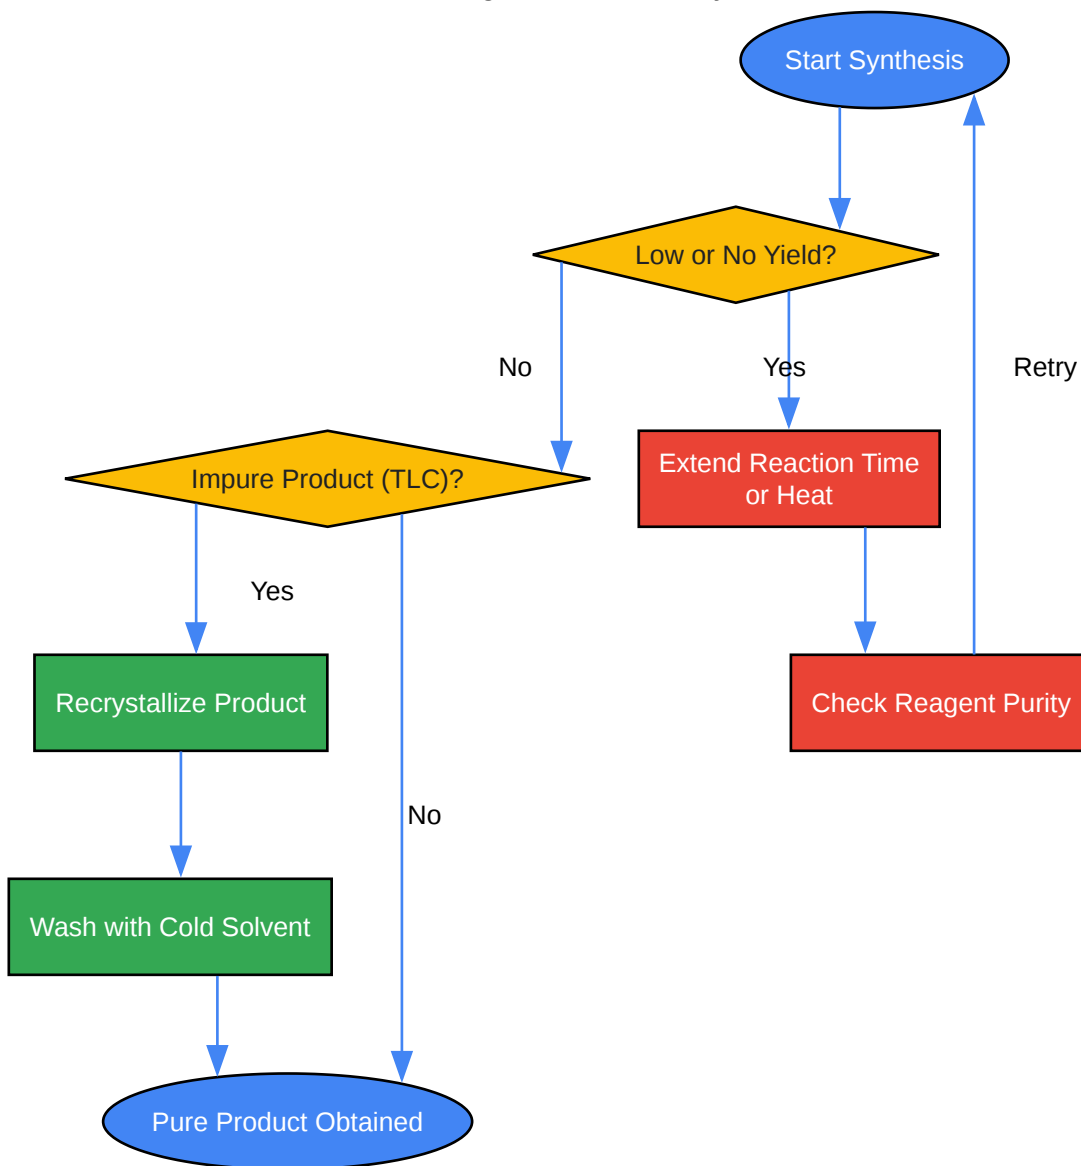 Start Synthesis
Low or No Yield?
No
Yes
Retry
Impure Product (TLC)?
Extend Reaction Time
or Heat
Yes
Recrystallize Product
Check Reagent Purity
No
Wash with Cold Solvent
Pure Product Obtained